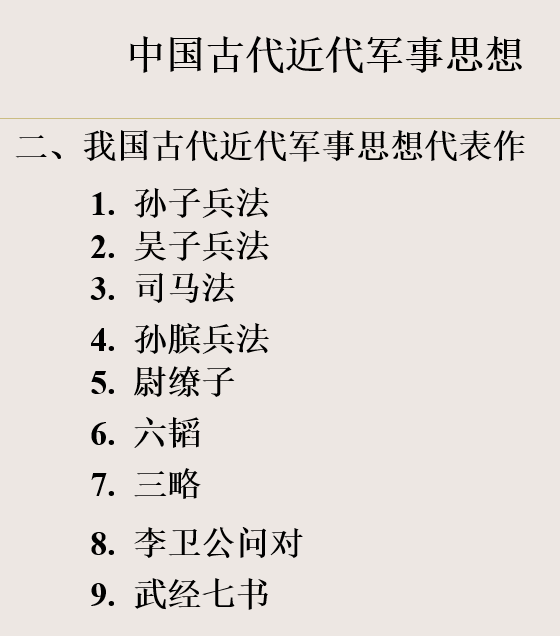 中国古代近代军事思想
二、我国古代近代军事思想代表作
1. 孙子兵法
2. 吴子兵法
3. 司马法
4. 孙膑兵法
5. 尉缭子
6. 六韬
7. 三略
8. 李卫公问对
9. 武经七书